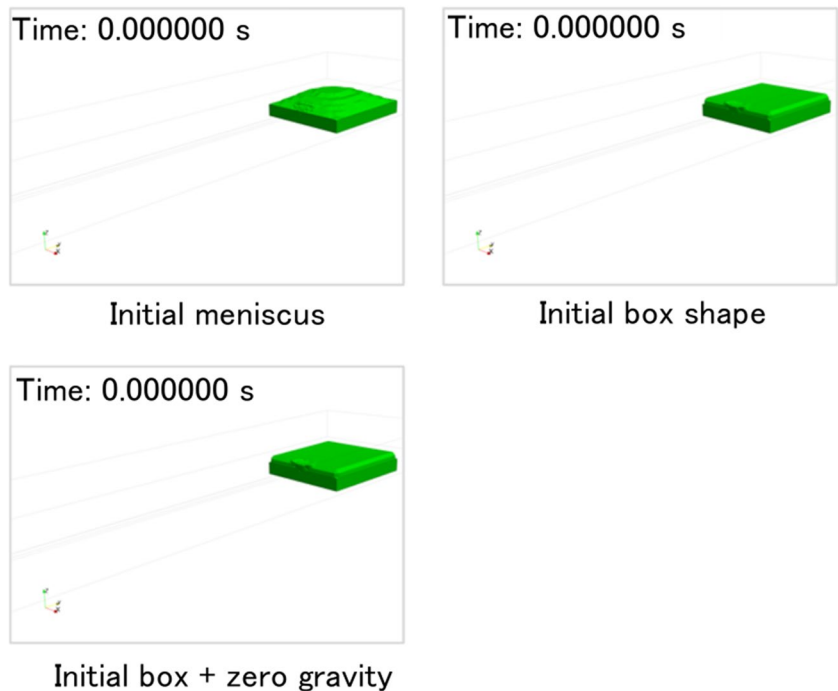 Time: 0.000000 s
Initial meniscus
Time: 0.000000 s
Initial box shape
Time: 0.000000 s
Initial box + zero gravity